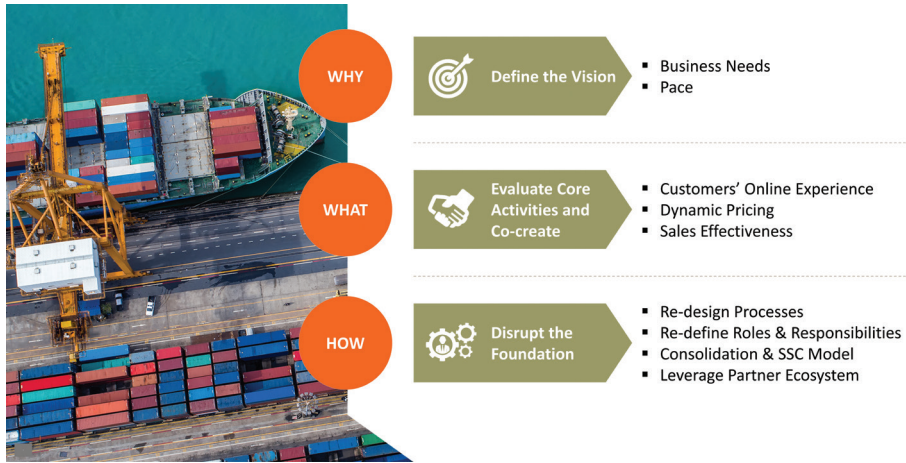 WHY
Define the Vision
▪ Business Needs
▪ Pace
WHAT
Evaluate Core
Activities and
Co-create
▪ Customers’ Online Experience
▪ Dynamic Pricing
▪ Sales Effectiveness
HOW
Disrupt the
Foundation
▪ Re-design Processes
▪ Re-define Roles & Responsibilities
▪ Consolidation & SSC Model
▪ Leverage Partner Ecosystem